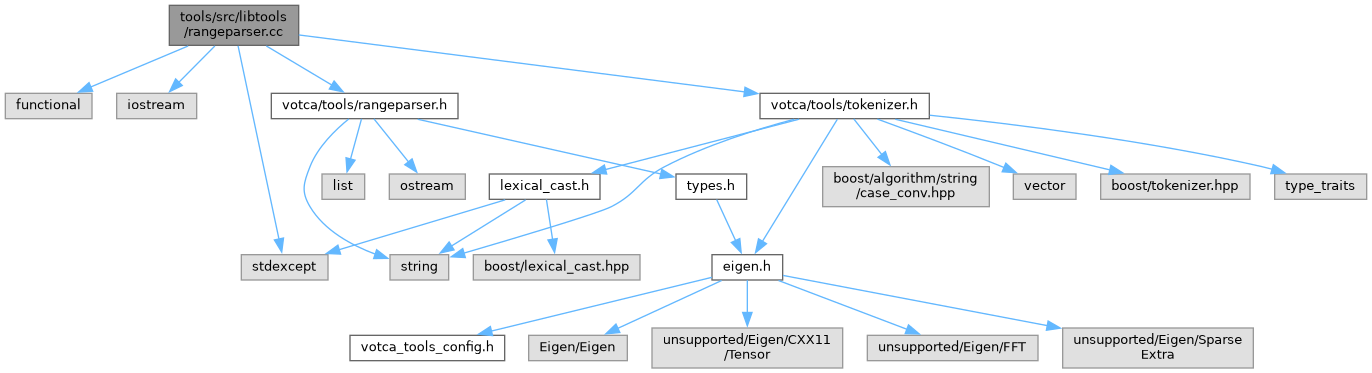 tools/src/libtools
/rangeparser.cc
functional
iostream
votca/tools/rangeparser.h
votca/tools/tokenizer.h
list
ostream
lexical_cast.h
types.h
boost/algorithm/string
/case_conv.hpp
vector
boost/tokenizer.hpp
type_traits
stdexcept
string
boost/lexical_cast.hpp
eigen.h
votca_tools_config.h
Eigen/Eigen
unsupported/Eigen/CXX11
/Tensor
unsupported/Eigen/FFT
unsupported/Eigen/Sparse
Extra